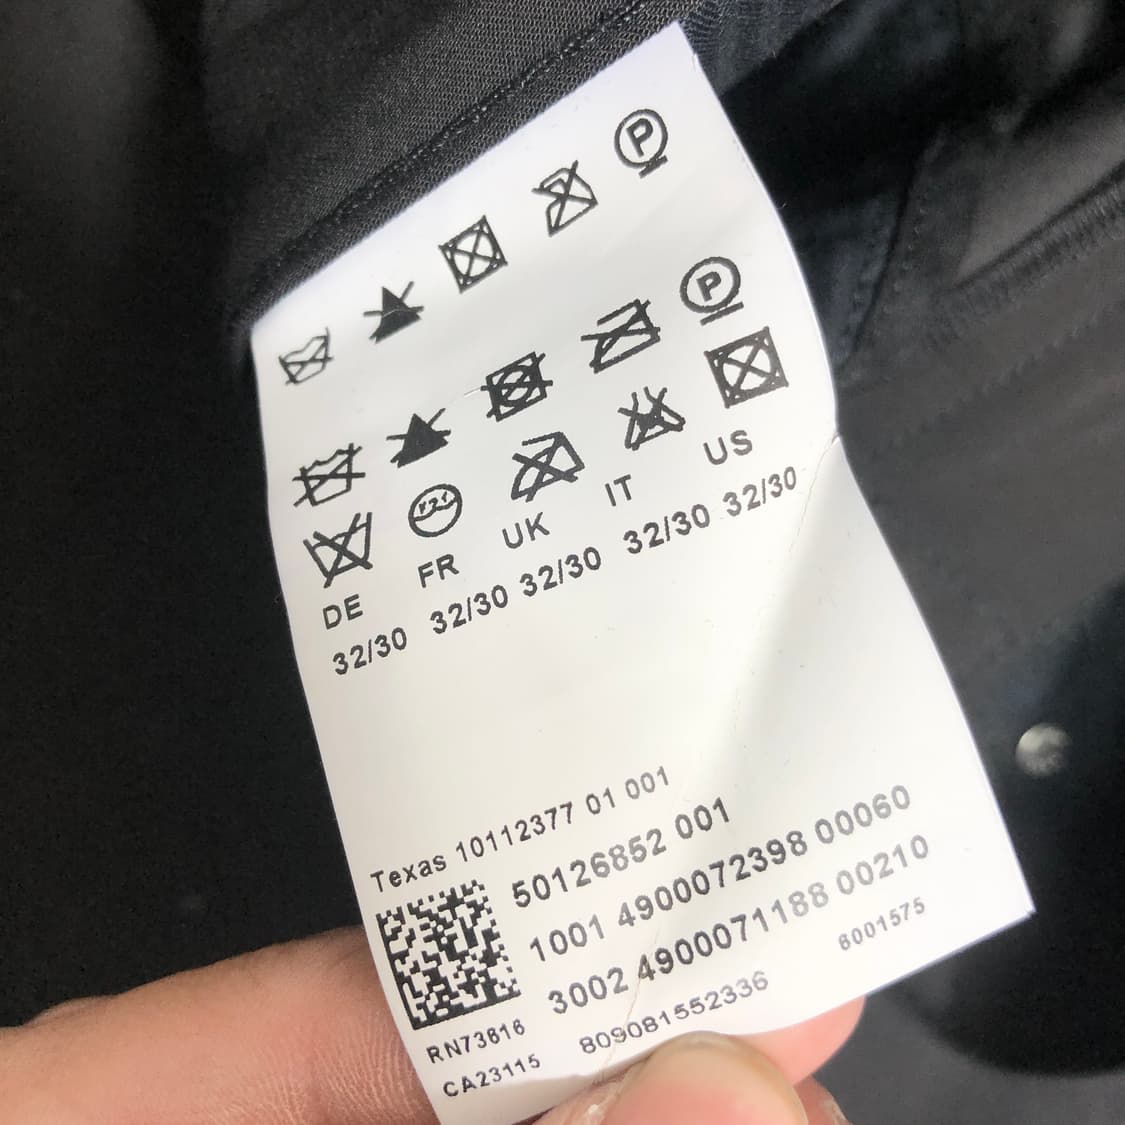 P
P
DE FR UK IT US
32/30 32/30 32/30 32/30 32/30
Texas 10112377 01 001
50126852 001
1001 4900072398 00060
3002 4900071188 00210
RN73616 809081552336 6001575
CA23115